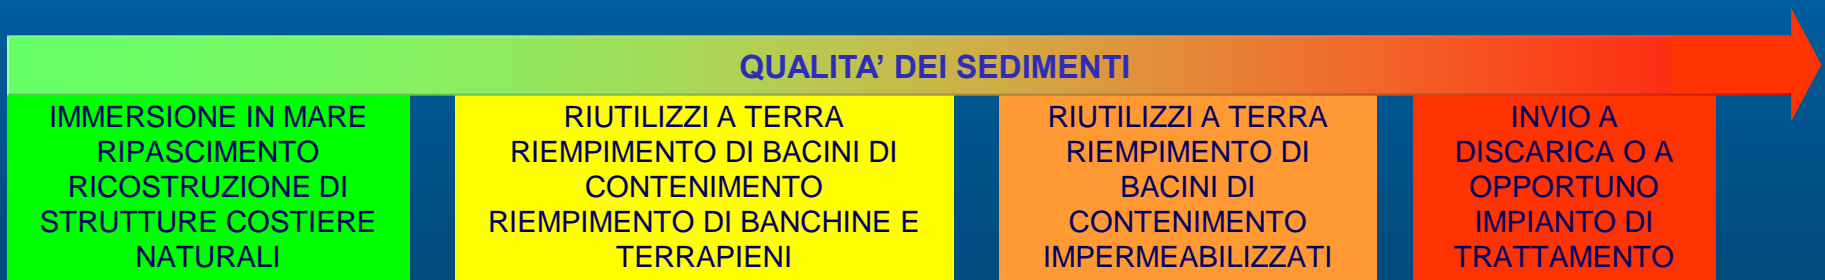 QUALITA’ DEI SEDIMENTI
IMMERSIONE IN MARE
RIPASCIMENTO
RICOSTRUZIONE DI
STRUTTURE COSTIERE
NATURALI
RIUTILIZZI A TERRA
RIEMPIMENTO DI BACINI DI
CONTENIMENTO
RIEMPIMENTO DI BANCHINE E
TERRAPIENI
RIUTILIZZI A TERRA
RIEMPIMENTO DI
BACINI DI
CONTENIMENTO
IMPERMEABILIZZATI
INVIO A
DISCARICA O A
OPPORTUNO
IMPIANTO DI
TRATTAMENTO